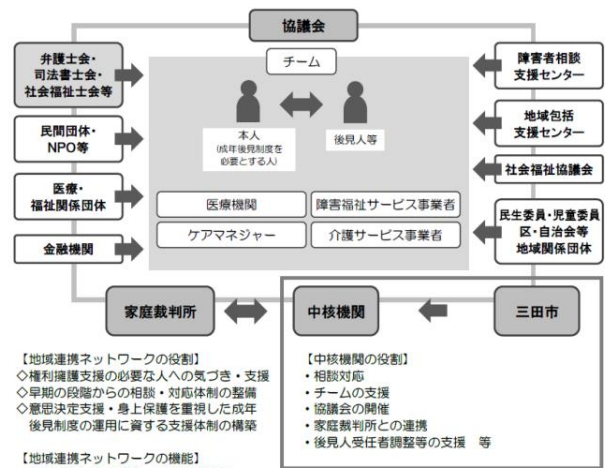 協議会
弁護士会・
司法書士会・
社会福祉士会等
民間団体・
NPO等
医療・
福祉関係団体
金融機関
チーム
本人
(成年後見制度を
必要とする人)
後見人等
医療機関
障害福祉サービス事業者
ケアマネジャー
介護サービス事業者
障害者相談
支援センター
地域包括
支援センター
社会福祉協議会
民生委員・児童委員
区・自治会等
地域関係団体
家庭裁判所
中核機関
三田市
【地域連携ネットワークの役割】
◇権利擁護支援の必要な人への気づき・支援
◇早期の段階からの相談・対応体制の整備
◇意思決定支援・身上保護を重視した成年
後見制度の運用に資する支援体制の構築
【地域連携ネットワークの機能】
【中核機関の役割】
・相談対応
・チームの支援
・協議会の開催
・家庭裁判所との連携
・後見人受任者調整等の支援 等